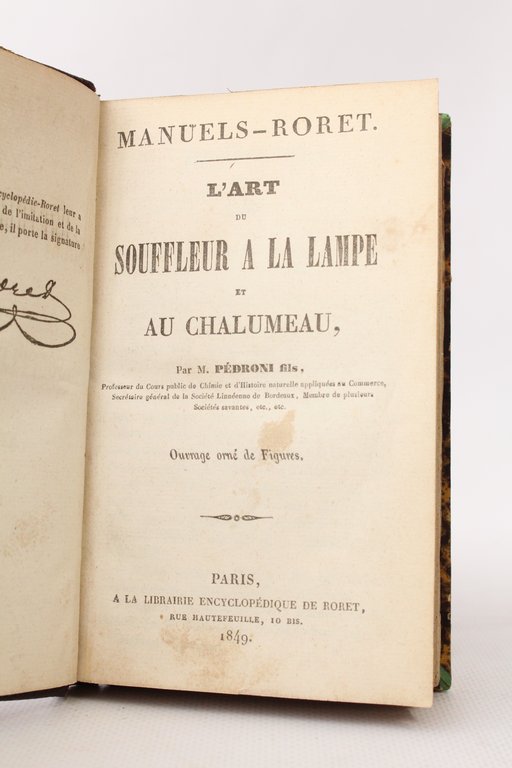 cyclopédie-Roret leur a
de l'imitation et de la
e, il porte la signature
MANUELS-RORET.
L'ART
DU
SOUFFLEUR A LA LAMPE
ET
AU CHALUMEAU,
Par M. PÉDRONI fils,
Professeur du Cours public de Chimie et d'Histoire naturelle appliquées au Commerce,
Secrétaire général de la Société Linnéenne de Bordeaux, Membre de plusieurs
Sociétés savantes, etc., etc.
Ouvrage orné de Figures.
PARIS,
A LA LIBRAIRIE ENCYCLOPÉDIQUE DE RORET,
RUE HAUTEFEUILLE, 10 BIS.
1849.